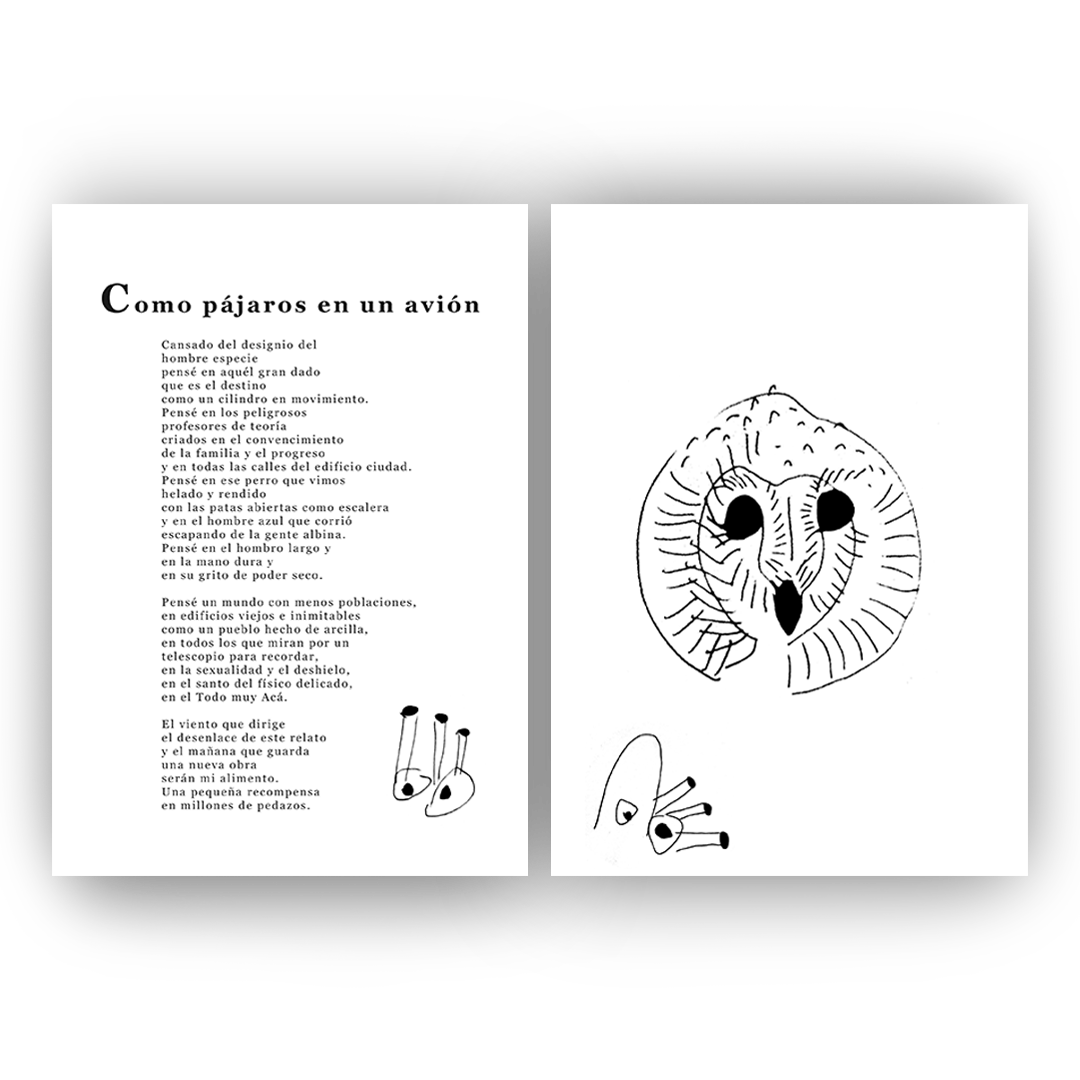 Como pájaros en un avión
Cansado del designio del
hombre especie
pensé en aquél gran dado
que es el destino
como un cilindro en movimiento.
Pensé en los peligrosos
profesores de teoría
criados en el convencimiento
de la familia y el progreso
y en todas las calles del edificio ciudad.
Pensé en ese perro que vimos
helado y rendido
con las patas abiertas como escalera
y en el hombre azul que corrió
escapando de la gente albina.
Pensé en el hombro largo y
en la mano dura y
en su grito de poder seco.
Pensé un mundo con menos poblaciones,
en edificios viejos e inimitables
como un pueblo hecho de arcilla,
en todos los que miran por un
telescopio para recordar,
en la sexualidad y el deshielo,
en el santo del físico delicado,
en el Todo muy Acá.
El viento que dirige
el desenlace de este relato
y el mañana que guarda
una nueva obra
serán mi alimento.
Una pequeña recompensa
en millones de pedazos.